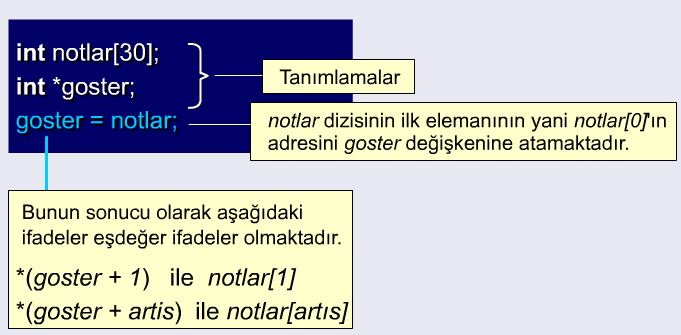 int notlar[30];
int *goster;
Tanımlamalar
goster = notlar;
notlar dizisinin ilk elemanının yani notlar[0]'ın
adresini goster değişkenine atamaktadır.
Bunun sonucu olarak aşağıdaki
ifadeler eşdeğer ifadeler olmaktadır.
*(goster + 1) ile notlar[1]
*(goster + artis) ile notlar[artıs]